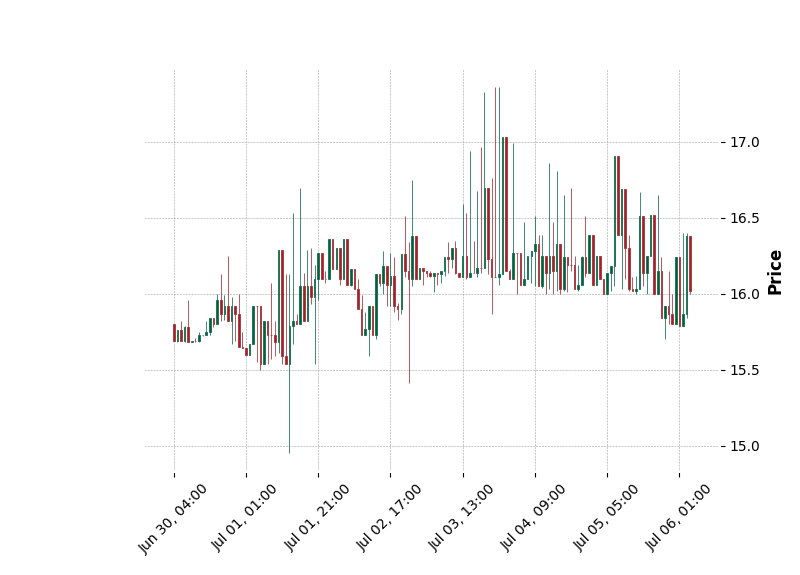 17.0
16.5
16.0
15.5
15.0
Price
Jun 30, 04:00
Jul 01, 01:00
Jul 01, 21:00
Jul 02, 17:00
Jul 03, 13:00
Jul 04, 09:00
Jul 05, 05:00
Jul 06, 01:00